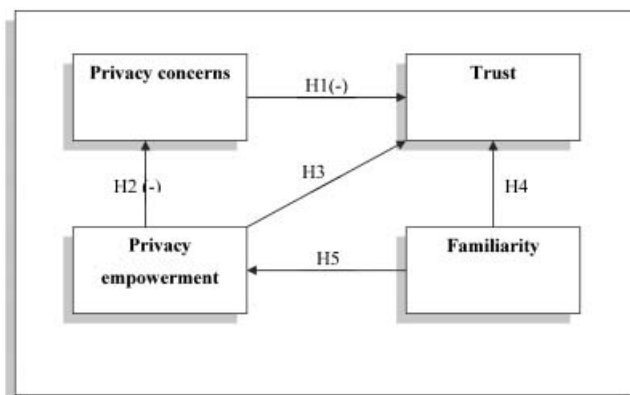 Privacy concerns
H1(-)
Trust
H2 (-)
H3
H4
Privacy
empowerment
H5
Familiarity